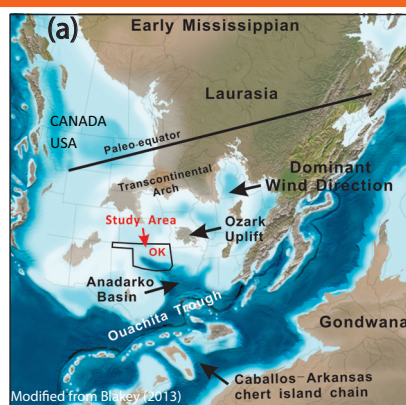 (a)
Early Mississippian
Laurasia
CANADA
USA
Paleo-equator
Transcontinental
Arch
Dominant
Wind Direction
Study Area
Ozark
Uplift
OK
Anadarko
Basin
Ouachita Trough
Gondwana
Caballos-Arkansas
chert island chain
Modified from Blakey (2013)